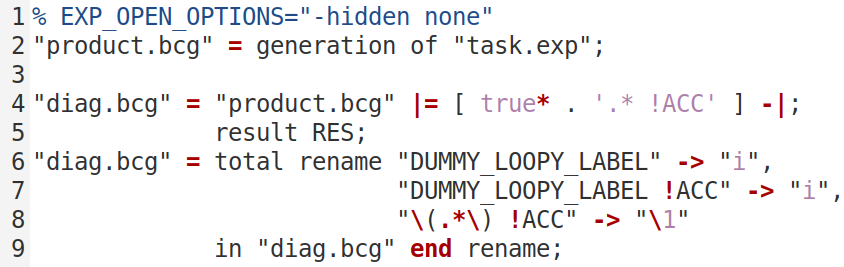 1 % EXP_OPEN_OPTIONS="-hidden none"
2 "product.bcg" = generation of "task.exp";
3
4 "diag.bcg" = "product.bcg" |= [ true* . '.* !ACC' ] -|;
5 result RES;
6 "diag.bcg" = total rename "DUMMY_LOOPY_LABEL" -> "i",
7 "DUMMY_LOOPY_LABEL !ACC" -> "i",
8 "\(.*\) !ACC" -> "\1"
9 in "diag.bcg" end rename;